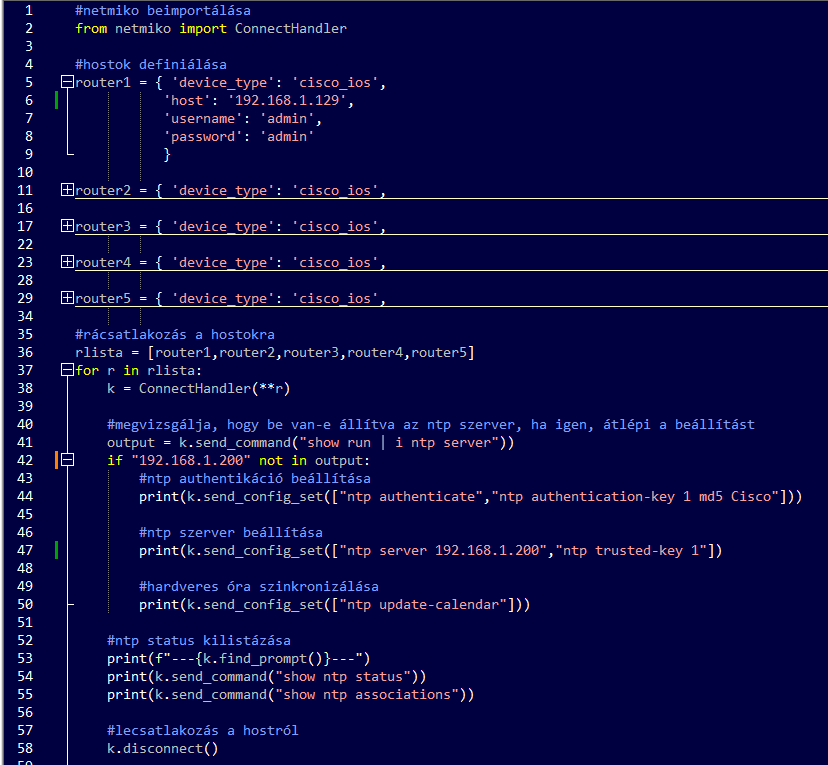 1 #netmiko beimportálása
2 from netmiko import ConnectHandler
3
4 #hostok definiálása
5 router1 = { 'device_type': 'cisco_ios',
6 'host': '192.168.1.129',
7 'username': 'admin',
8 'password': 'admin'
9 }
10
11 router2 = { 'device_type': 'cisco_ios',
16
17 router3 = { 'device_type': 'cisco_ios',
22
23 router4 = { 'device_type': 'cisco_ios',
28
29 router5 = { 'device_type': 'cisco_ios',
34
35 #rácsatlakozás a hostokra
36 rlista = [router1,router2,router3,router4,router5]
37 for r in rlista:
38 k = ConnectHandler(**r)
39
40 #megvizsgálja, hogy be van-e állítva az ntp szerver, ha igen, átlépi a beállítást
41 output = k.send_command("show run | i ntp server"))
42 if "192.168.1.200" not in output:
43 #ntp authentikáció beállítása
44 print(k.send_config_set(["ntp authenticate","ntp authentication-key 1 md5 Cisco"]))
45
46 #ntp szerver beállítása
47 print(k.send_config_set(["ntp server 192.168.1.200","ntp trusted-key 1"])
48
49 #hardveres óra szinkronizálása
50 print(k.send_config_set(["ntp update-calendar"]))
51
52 #ntp status kilistázása
53 print(f"---{k.find_prompt()}---")
54 print(k.send_command("show ntp status"))
55 print(k.send_command("show ntp associations"))
56
57 #lecsatlakozás a hostról
58 k.disconnect()
59